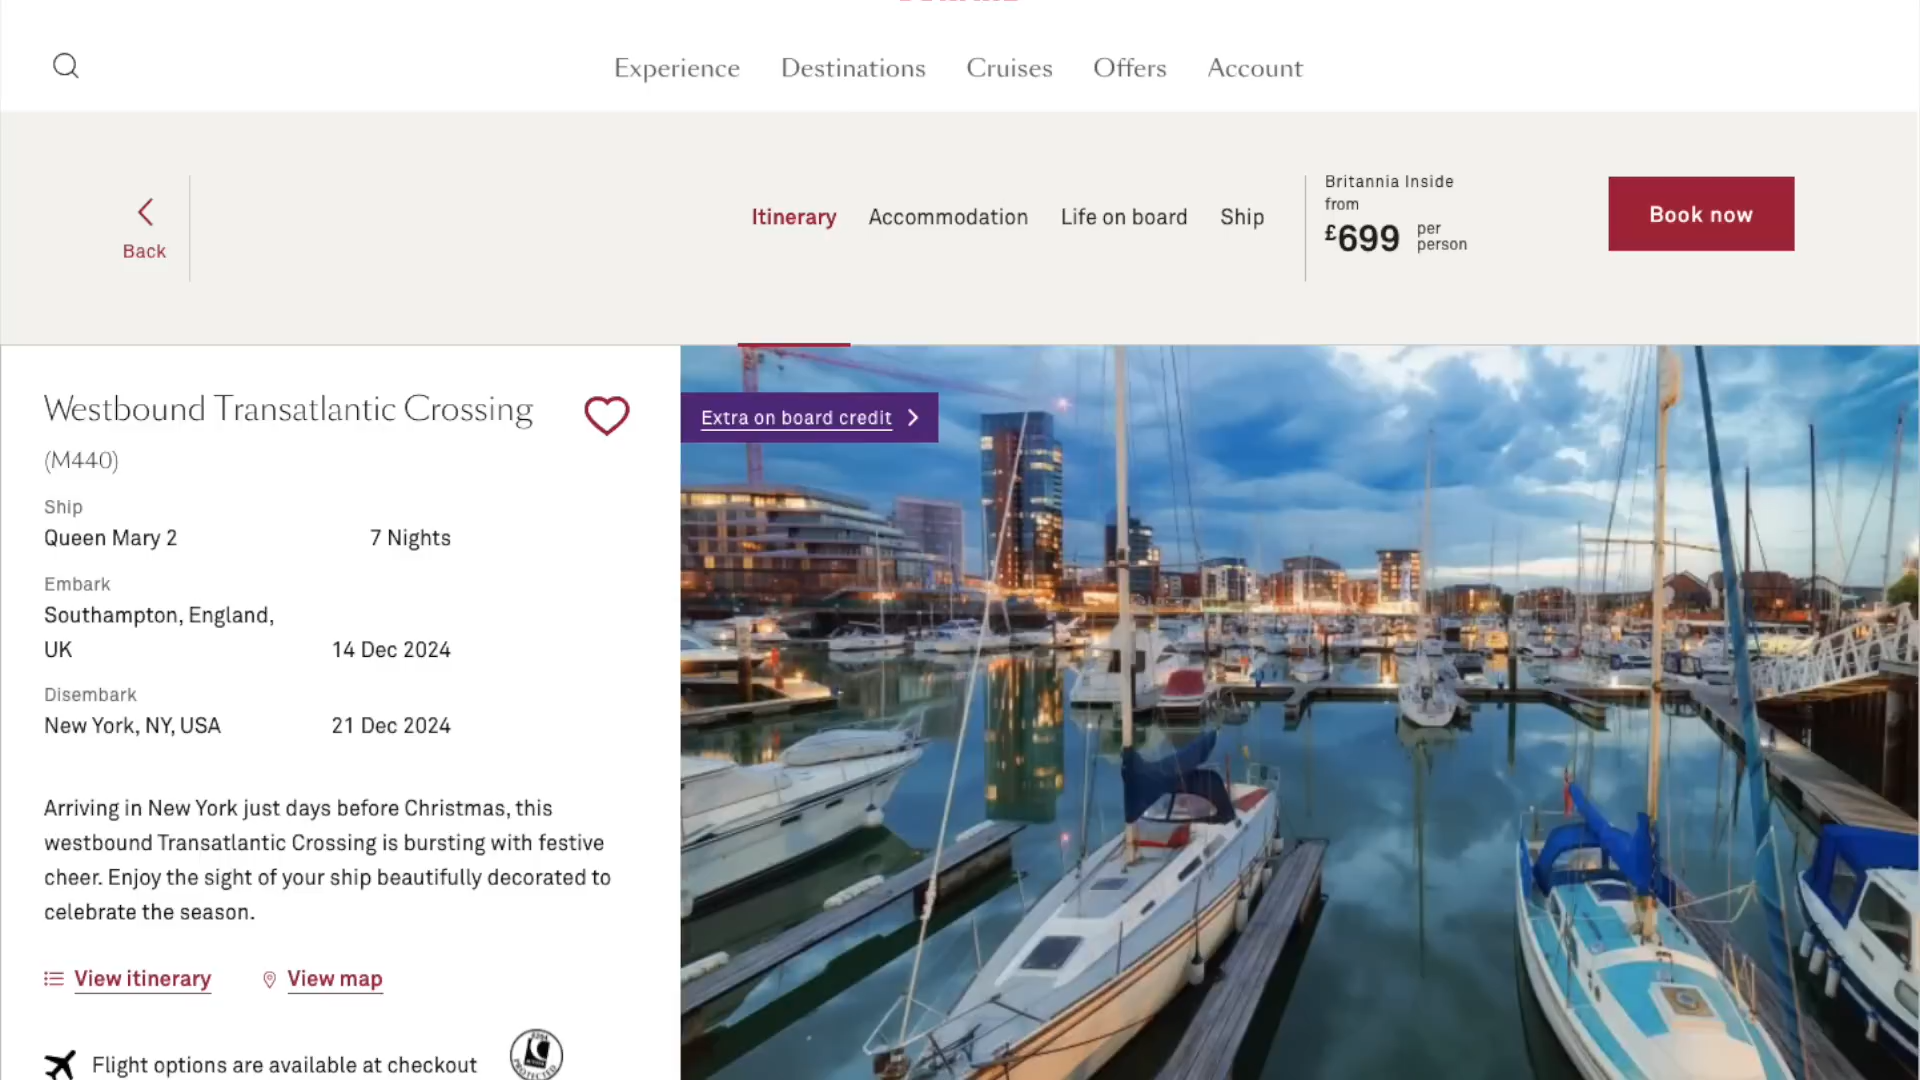 Experience Destinations Cruises Offers Account
Back
Itinerary Accommodation Life on board Ship
Britannia Inside
from
£699 per person
Book now
Westbound Transatlantic Crossing
(M440)
Extra on board credit
Ship
Queen Mary 2 7 Nights
Embark
Southampton, England,
UK 14 Dec 2024
Disembark
New York, NY, USA 21 Dec 2024
Arriving in New York just days before Christmas, this
westbound Transatlantic Crossing is bursting with festive
cheer. Enjoy the sight of your ship beautifully decorated to
celebrate the season.
View itinerary View map
Flight options are available at checkout
PROTECTED